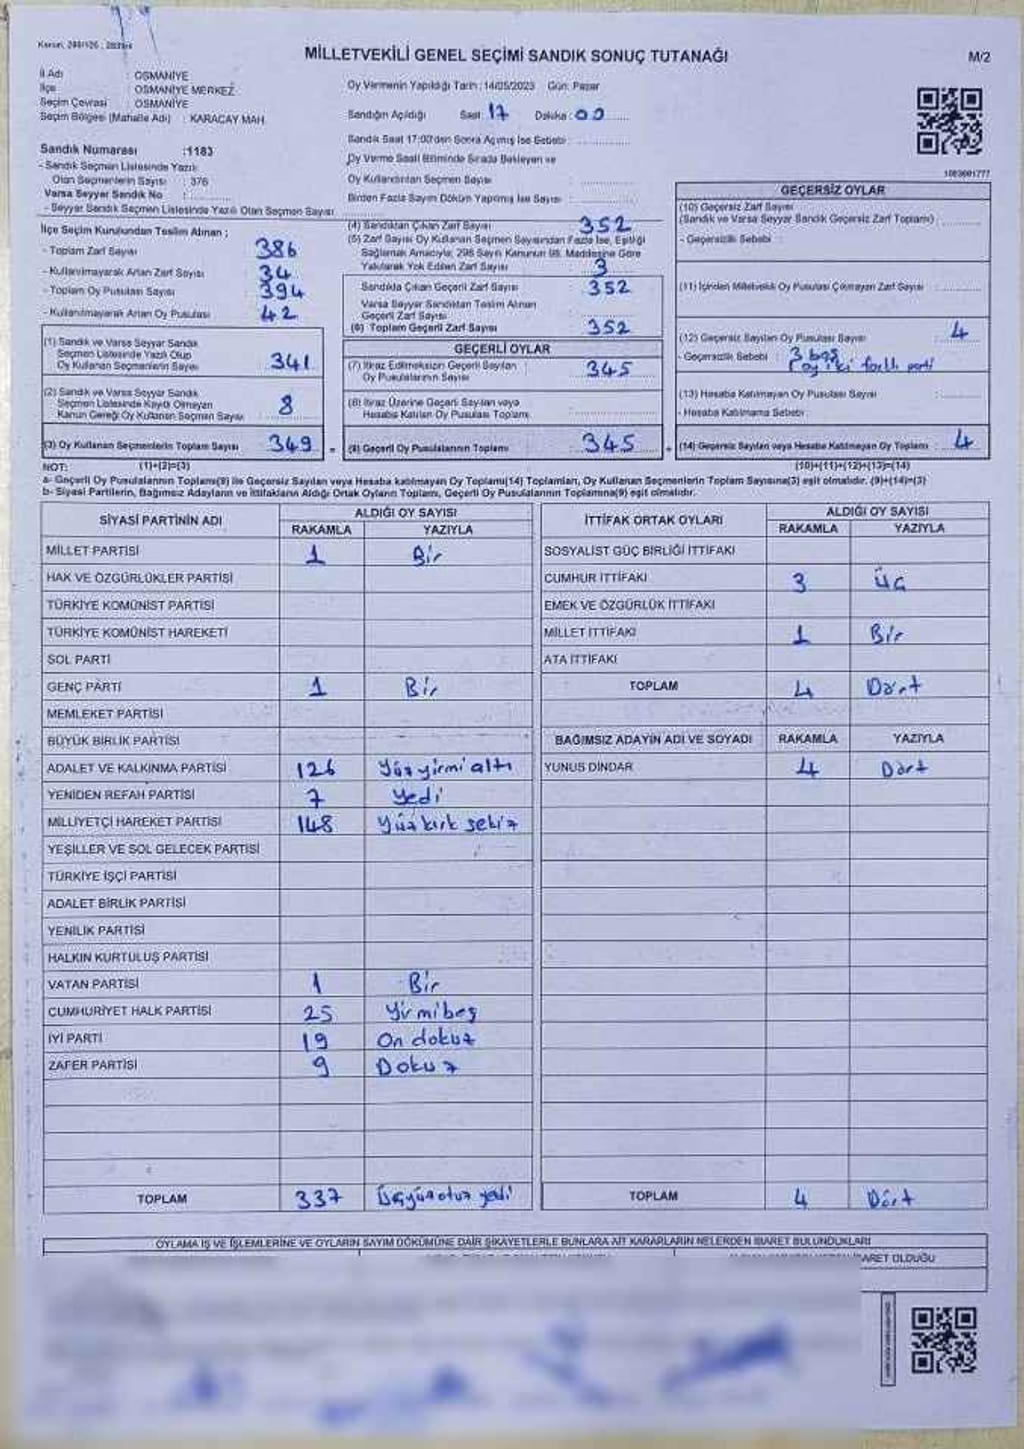 MİLLETVEKİLİ GENEL SEÇİMİ SANDIK SONUÇ TUTANAĞI
M/2
İl Adı : OSMANİYE
İlçe : OSMANİYE MERKEZ
Seçim Çevresi : OSMANİYE
Seçim Bölgesi (Mahalle Adı) : KARACAY MAH.
Sandık Numarası :1183
- Sandık Seçmen Listesinde Yazılı
Olan Seçmenlerin Sayısı : 376
Varsa Seyyar Sandık No :
- Seyyar Sandık Seçmen Listesinde Yazılı Olan Seçmen Sayısı
Oy Vermenin Yapıldığı Tarih : 14/05/2023 Gün: Pazar
Sandığın Açıldığı Saat : 17 Dakika : 00
Sandık Saat 17:00'den Sonra Açılmış İse Sebebi :
Oy Verme Saati Bitiminde Sırada Bekleyen ve
Oy Kullandırılan Seçmen Sayısı
Birden Fazla Sayım Döküm Yapılmış İse Sayısı :
İlçe Seçim Kurulundan Teslim Alınan ;
- Toplam Zarf Sayısı 386
- Kullanılmayarak Artan Zarf Sayısı 34
- Toplam Oy Pusulası Sayısı 394
- Kullanılmayarak Artan Oy Pusulası 42
(1) Sandık ve Varsa Seyyar Sandık
Seçmen Listesinde Yazılı Olup
Oy Kullanan Seçmenlerin Sayısı 341
(2) Sandık ve Varsa Seyyar Sandık
Seçmen Listesinde Kayıtlı Olmayan
Kanun Gereği Oy Kullanan Seçmen Sayısı 8
(3) Oy Kullanan Seçmenlerin Toplam Sayısı 349
(4) Sandıktan Çıkan Zarf Sayısı 352
(5) Zarf Sayısı Oy Kullanan Seçmen Sayısından Fazla İse, Eşitliği
Sağlamak Amacıyla; 298 Sayılı Kanunun 98. Maddesine Göre
Yakılarak Yok Edilen Zarf Sayısı 3
Sandıkta Çıkan Geçerli Zarf Sayısı 352
Varsa Seyyar Sandıktan Teslim Alınan
Geçerli Zarf Sayısı
(6) Toplam Geçerli Zarf Sayısı 352
GEÇERLİ OYLAR
(7) İtiraz Edilmeksizin Geçerli Sayılan
Oy Pusulalarının Sayısı 345
(8) İtiraz Üzerine Geçerli Sayılan veya
Hesaba Katılan Oy Pusulası Toplamı
(9) Geçerli Oy Pusulalarının Toplamı 345
1083001777
GEÇERSİZ OYLAR
(10) Geçersiz Zarf Sayısı
(Sandık ve Varsa Seyyar Sandık Geçersiz Zarf Toplamı)
- Geçersizlik Sebebi :
(11) İçinden Milletvekili Oy Pusulası Çıkmayan Zarf Sayısı
(12) Geçersiz Sayılan Oy Pusulası Sayısı 4
- Geçersizlik Sebebi 3 boş
oy iki farklı parti
(13) Hesaba Katılmayan Oy Pusulası Sayısı
- Hesaba Katılmama Sebebi :
(14) Geçersiz Sayılan veya Hesaba Katılmayan Oy Toplamı : 4
NOT: (1)+(2)=(3) (10)+(11)+(12)+(13)=(14)
a- Geçerli Oy Pusulalarının Toplamı(9) ile Geçersiz Sayılan veya Hesaba katılmayan Oy Toplamı(14) Toplamları, Oy Kullanan Seçmenlerin Toplam Sayısına(3) eşit olmalıdır. (9)+(14)=(3)
b- Siyasi Partilerin, Bağımsız Adayların ve İttifakların Aldığı Ortak Oyların Toplamı, Geçerli Oy Pusulalarının Toplamına(9) eşit olmalıdır.
SİYASİ PARTİNİN ADI ALDIĞI OY SAYISI
RAKAMLA YAZIYLA
MİLLET PARTİSİ 1 Bir
HAK VE ÖZGÜRLÜKLER PARTİSİ
TÜRKİYE KOMÜNİST PARTİSİ
TÜRKİYE KOMÜNİST HAREKETİ
SOL PARTİ
GENÇ PARTİ 1 Bir
MEMLEKET PARTİSİ
BÜYÜK BİRLİK PARTİSİ
ADALET VE KALKINMA PARTİSİ 126 Yüzyirmialtı
YENİDEN REFAH PARTİSİ 7 Yedi
MİLLİYETÇİ HAREKET PARTİSİ 148 Yüzkırk sekiz
YEŞİLLER VE SOL GELECEK PARTİSİ
TÜRKİYE İŞÇİ PARTİSİ
ADALET BİRLİK PARTİSİ
YENİLİK PARTİSİ
HALKIN KURTULUŞ PARTİSİ
VATAN PARTİSİ 1 Bir
CUMHURİYET HALK PARTİSİ 25 Yirmibeş
İYİ PARTİ 19 On dokuz
ZAFER PARTİSİ 9 Dokuz
TOPLAM 337 Üçyüzotuz yedi
İTTİFAK ORTAK OYLARI ALDIĞI OY SAYISI
RAKAMLA YAZIYLA
SOSYALİST GÜÇ BİRLİĞİ İTTİFAKI
CUMHUR İTTİFAKI 3 Üç
EMEK VE ÖZGÜRLÜK İTTİFAKI
MİLLET İTTİFAKI 1 Bir
ATA İTTİFAKI
TOPLAM 4 Dört
BAĞIMSIZ ADAYIN ADI VE SOYADI RAKAMLA YAZIYLA
YUNUS DİNDAR 4 Dört
TOPLAM 4 Dört
OYLAMA İŞ VE İŞLEMLERİNE VE OYLARIN SAYIM DÖKÜMÜNE DAİR ŞİKAYETLERLE BUNLARA AİT KARARLARIN NELERDEN İBARET BULUNDUKLARI